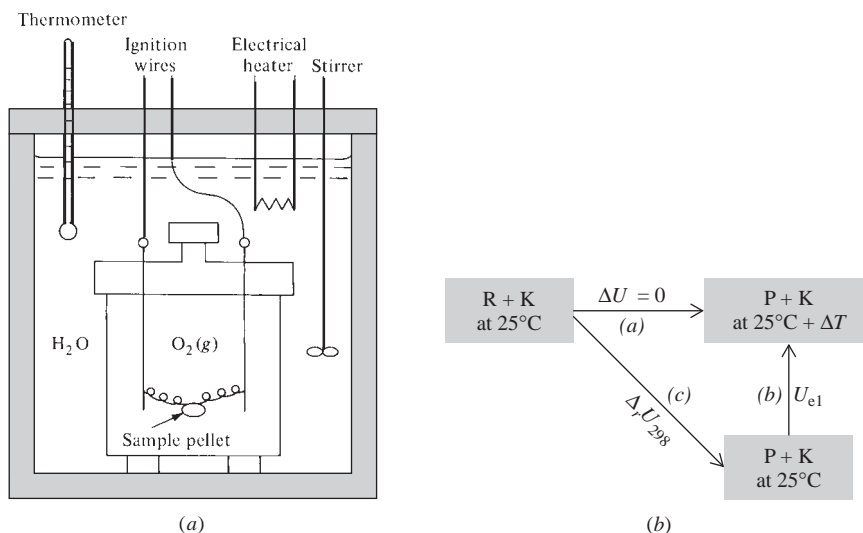 Thermometer
Ignition
wires
Electrical
heater
Stirrer
H₂O
O₂(g)
Sample pellet
(a)
R + K
at 25°C
ΔU = 0
(a)
P + K
at 25°C + ΔT
(c)
ΔᵣU₂₉₈
(b) Uₑₗ
P + K
at 25°C
(b)